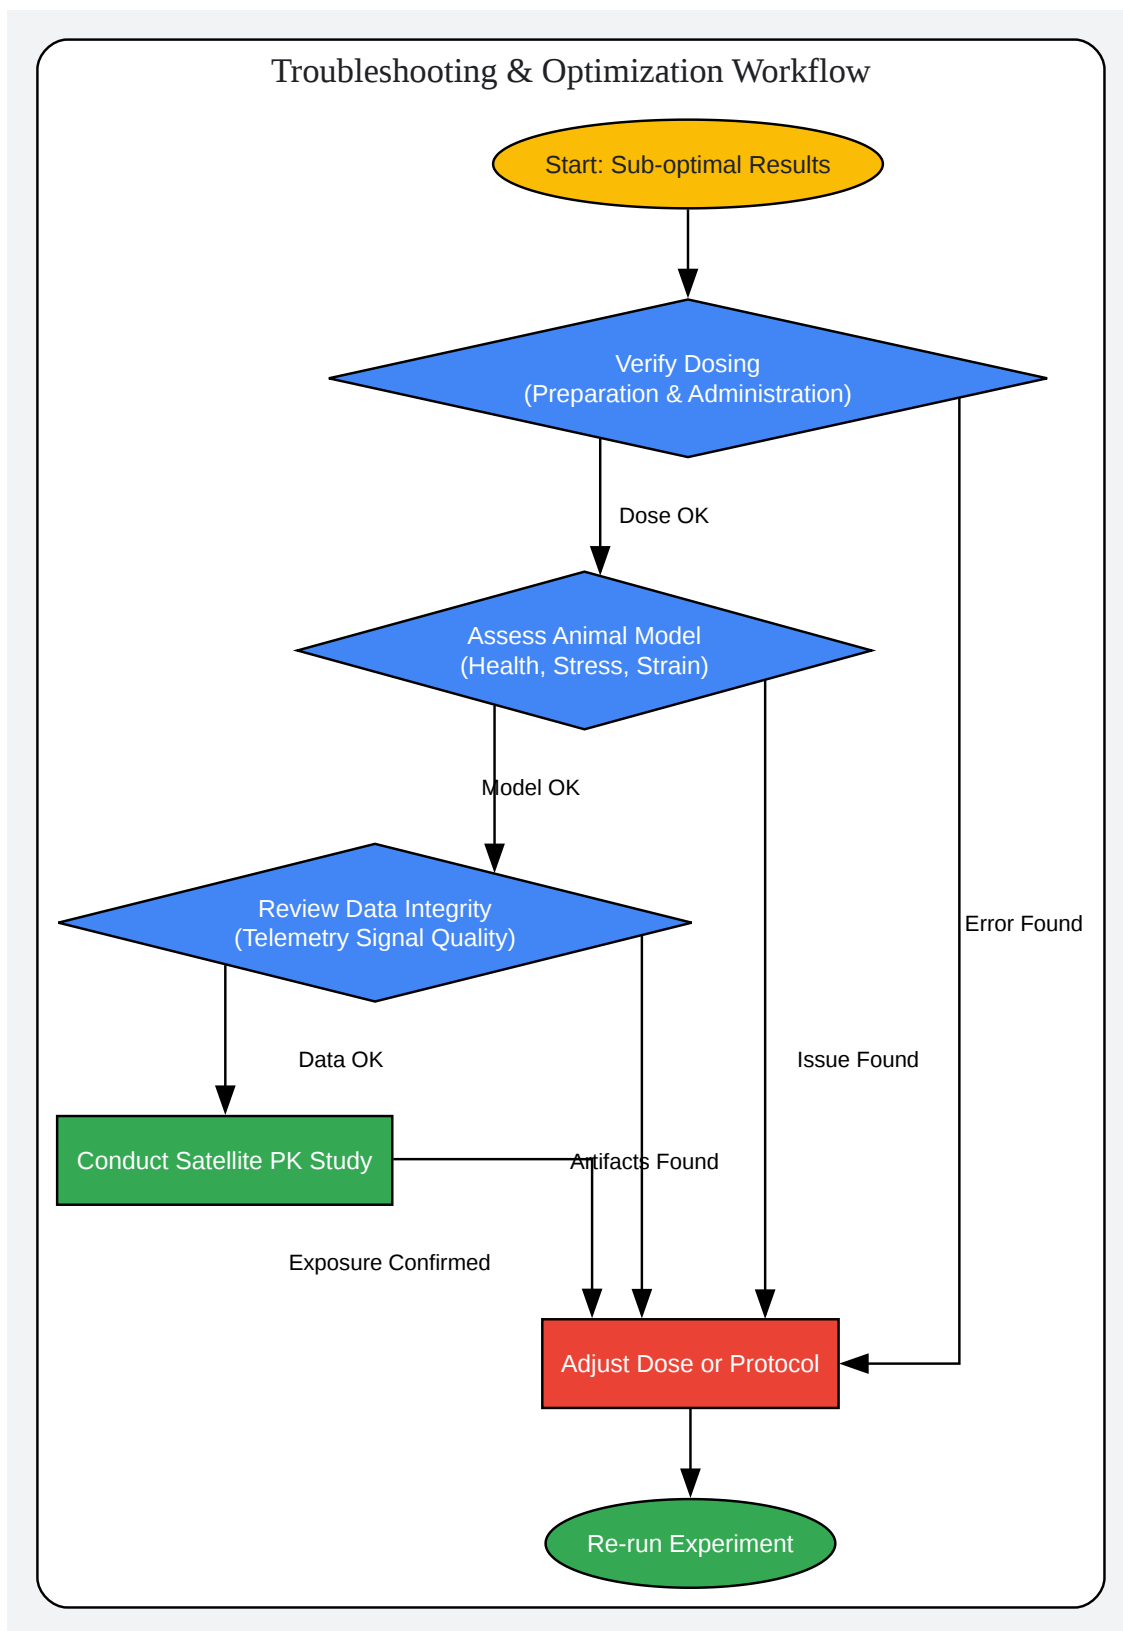 Troubleshooting & Optimization Workflow
Start: Sub-optimal Results
Verify Dosing
(Preparation & Administration)
Dose OK
Assess Animal Model
(Health, Stress, Strain)
Model OK
Review Data Integrity
(Telemetry Signal Quality)
Error Found
Data OK
Issue Found
Conduct Satellite PK Study
Artifacts Found
Exposure Confirmed
Adjust Dose or Protocol
Re-run Experiment